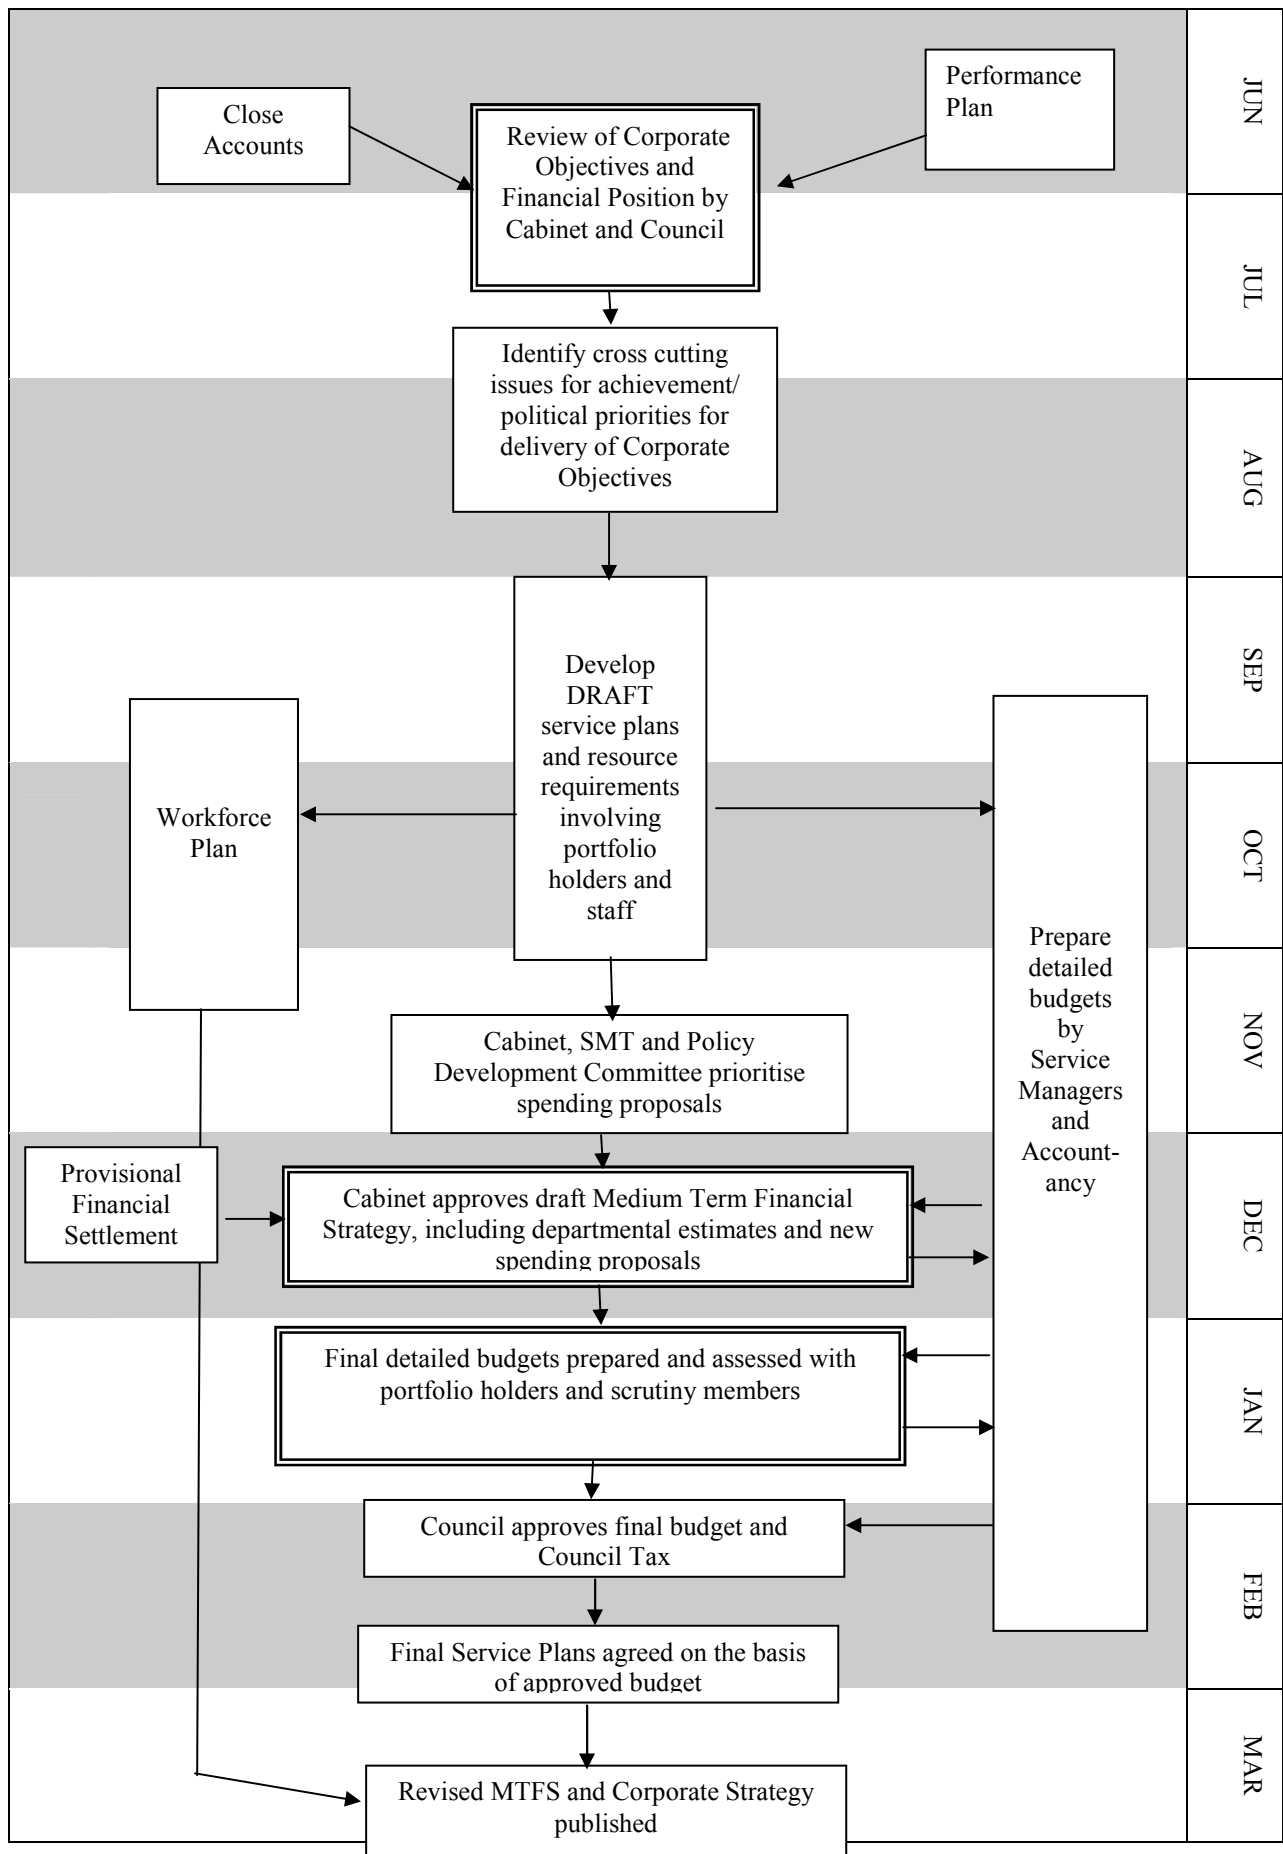 Close
Accounts
Review of Corporate
Objectives and
Financial Position by
Cabinet and Council
Performance
Plan
JUN
JUL
Identify cross cutting
issues for achievement/
political priorities for
delivery of Corporate
Objectives
AUG
SEP
Develop
DRAFT
service plans
and resource
requirements
involving
portfolio
holders and
staff
Workforce
Plan
OCT
Prepare
detailed
budgets
by
Service
Managers
and
Account-
ancy
NOV
Cabinet, SMT and Policy
Development Committee prioritise
spending proposals
Provisional
Financial
Settlement
Cabinet approves draft Medium Term Financial
Strategy, including departmental estimates and new
spending proposals
DEC
Final detailed budgets prepared and assessed with
portfolio holders and scrutiny members
JAN
Council approves final budget and
Council Tax
FEB
Final Service Plans agreed on the basis
of approved budget
MAR
Revised MTFS and Corporate Strategy
published